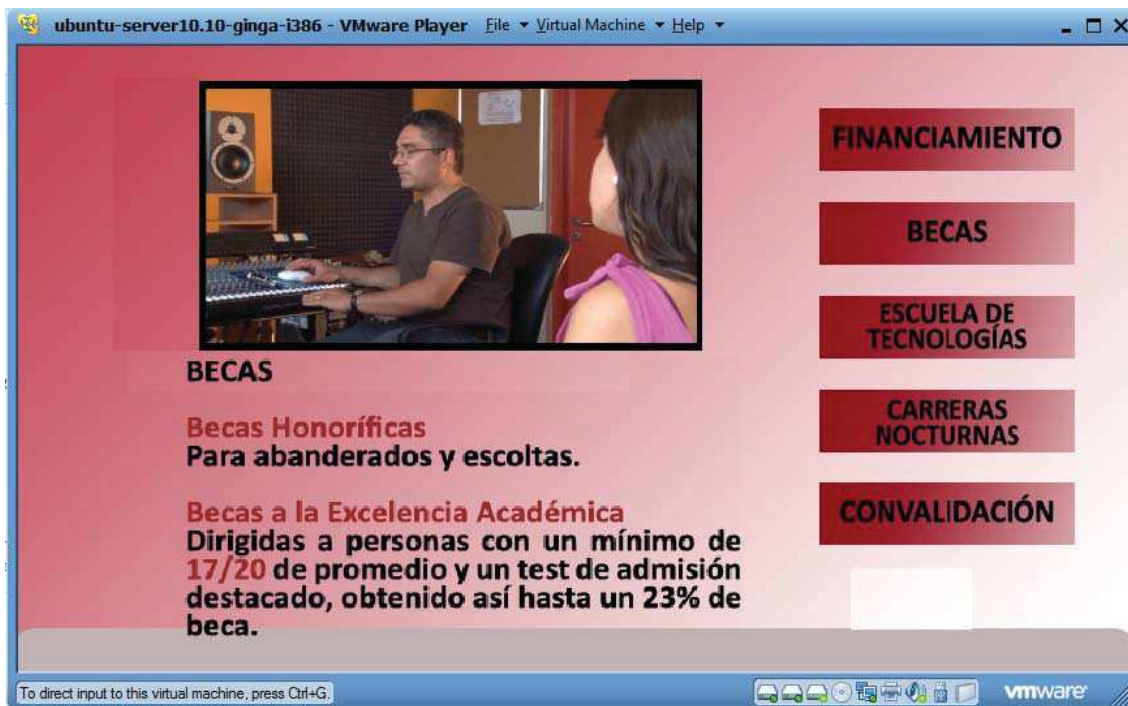 ubuntu-server10.10-ginga-i386 - VMware Player File Virtual Machine Help
FINANCIAMIENTO
BECAS
ESCUELA DE
TECNOLOGÍAS
CARRERAS
NOCTURNAS
CONVALIDACIÓN
BECAS
Becas Honoríficas
Para abanderados y escoltas.
Becas a la Excelencia Académica
Dirigidas a personas con un mínimo de
17/20 de promedio y un test de admisión
destacado, obtenido así hasta un 23% de
beca.
To direct input to this virtual machine, press Ctrl+G.
vmware